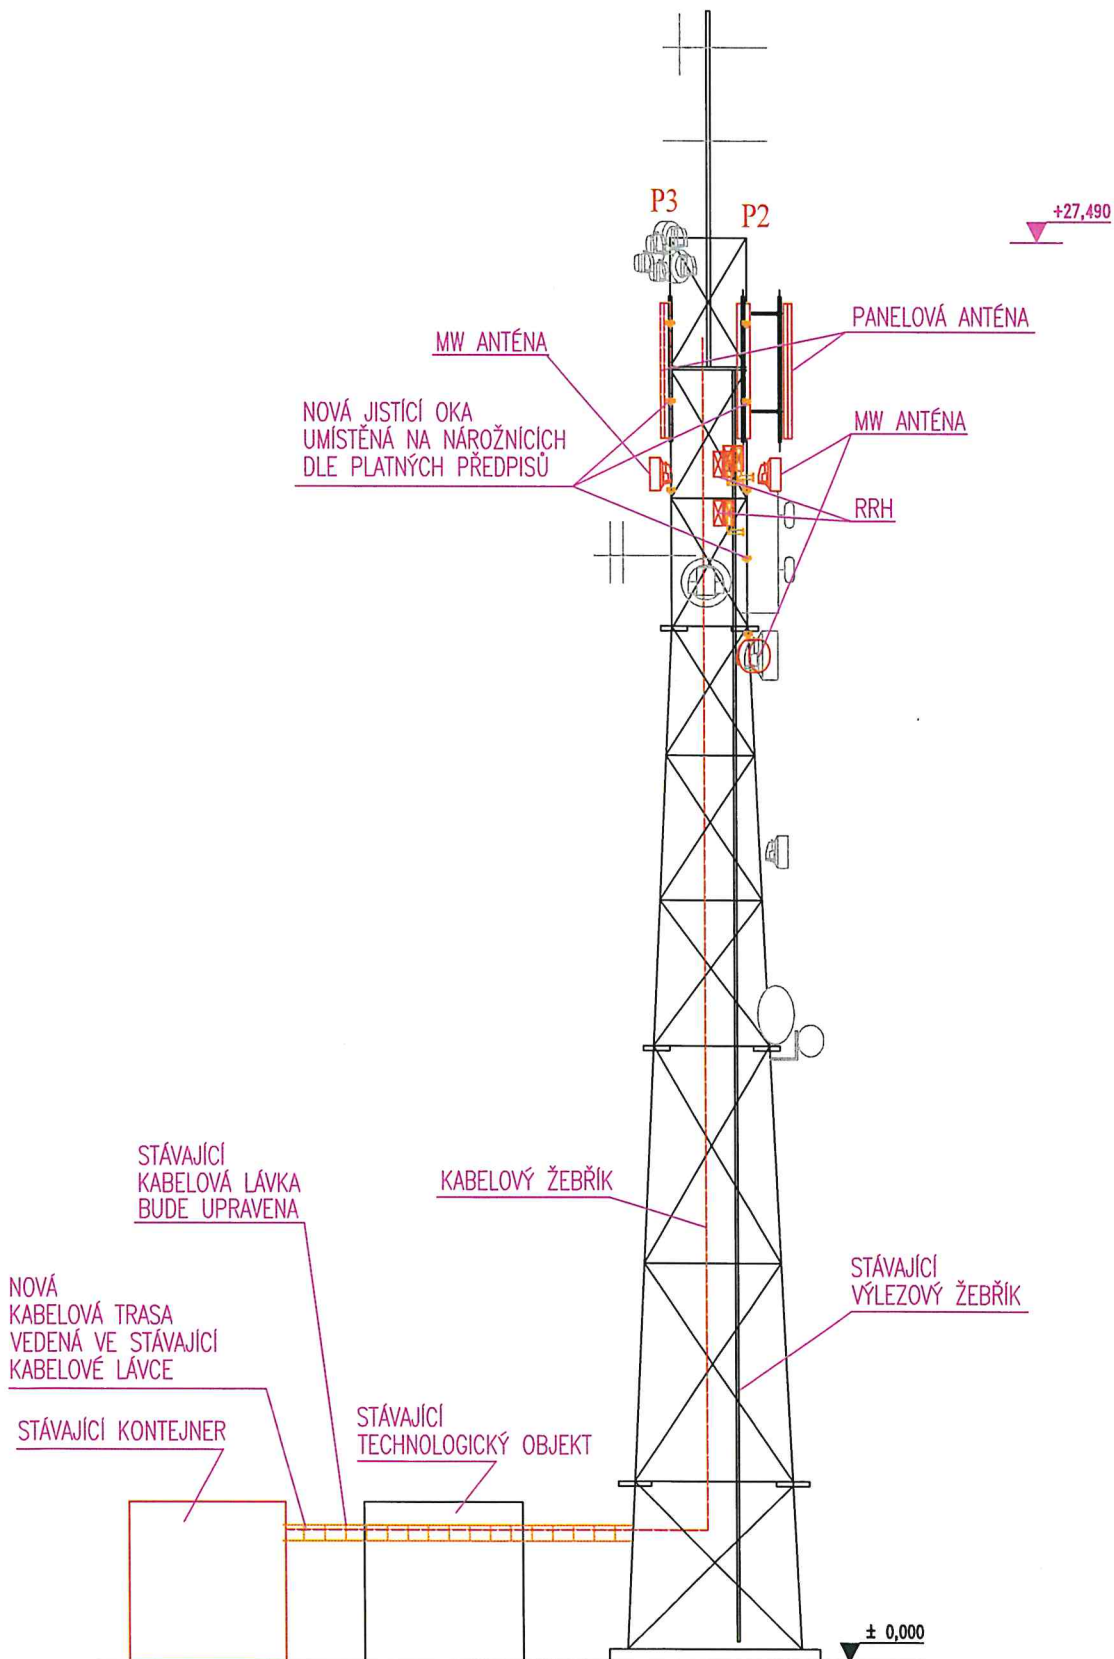 P3
P2
+27,490
PANELOVÁ ANTÉNA
MW ANTÉNA
NOVÁ JISTÍCÍ OKA
UMÍSTĚNÁ NA NÁROŽNÍCÍCH
DLE PLATNÝCH PŘEDPISŮ
MW ANTÉNA
RRH
STÁVAJÍCÍ
KABELOVÁ LÁVKA
BUDE UPRAVENA
KABELOVÝ ŽEBŘÍK
STÁVAJÍCÍ
VÝLEZOVÝ ŽEBŘÍK
NOVÁ
KABELOVÁ TRASA
VEDENÁ VE STÁVAJÍCÍ
KABELOVÉ LÁVCE
STÁVAJÍCÍ KONTEJNER
STÁVAJÍCÍ
TECHNOLOGICKÝ OBJEKT
± 0,000